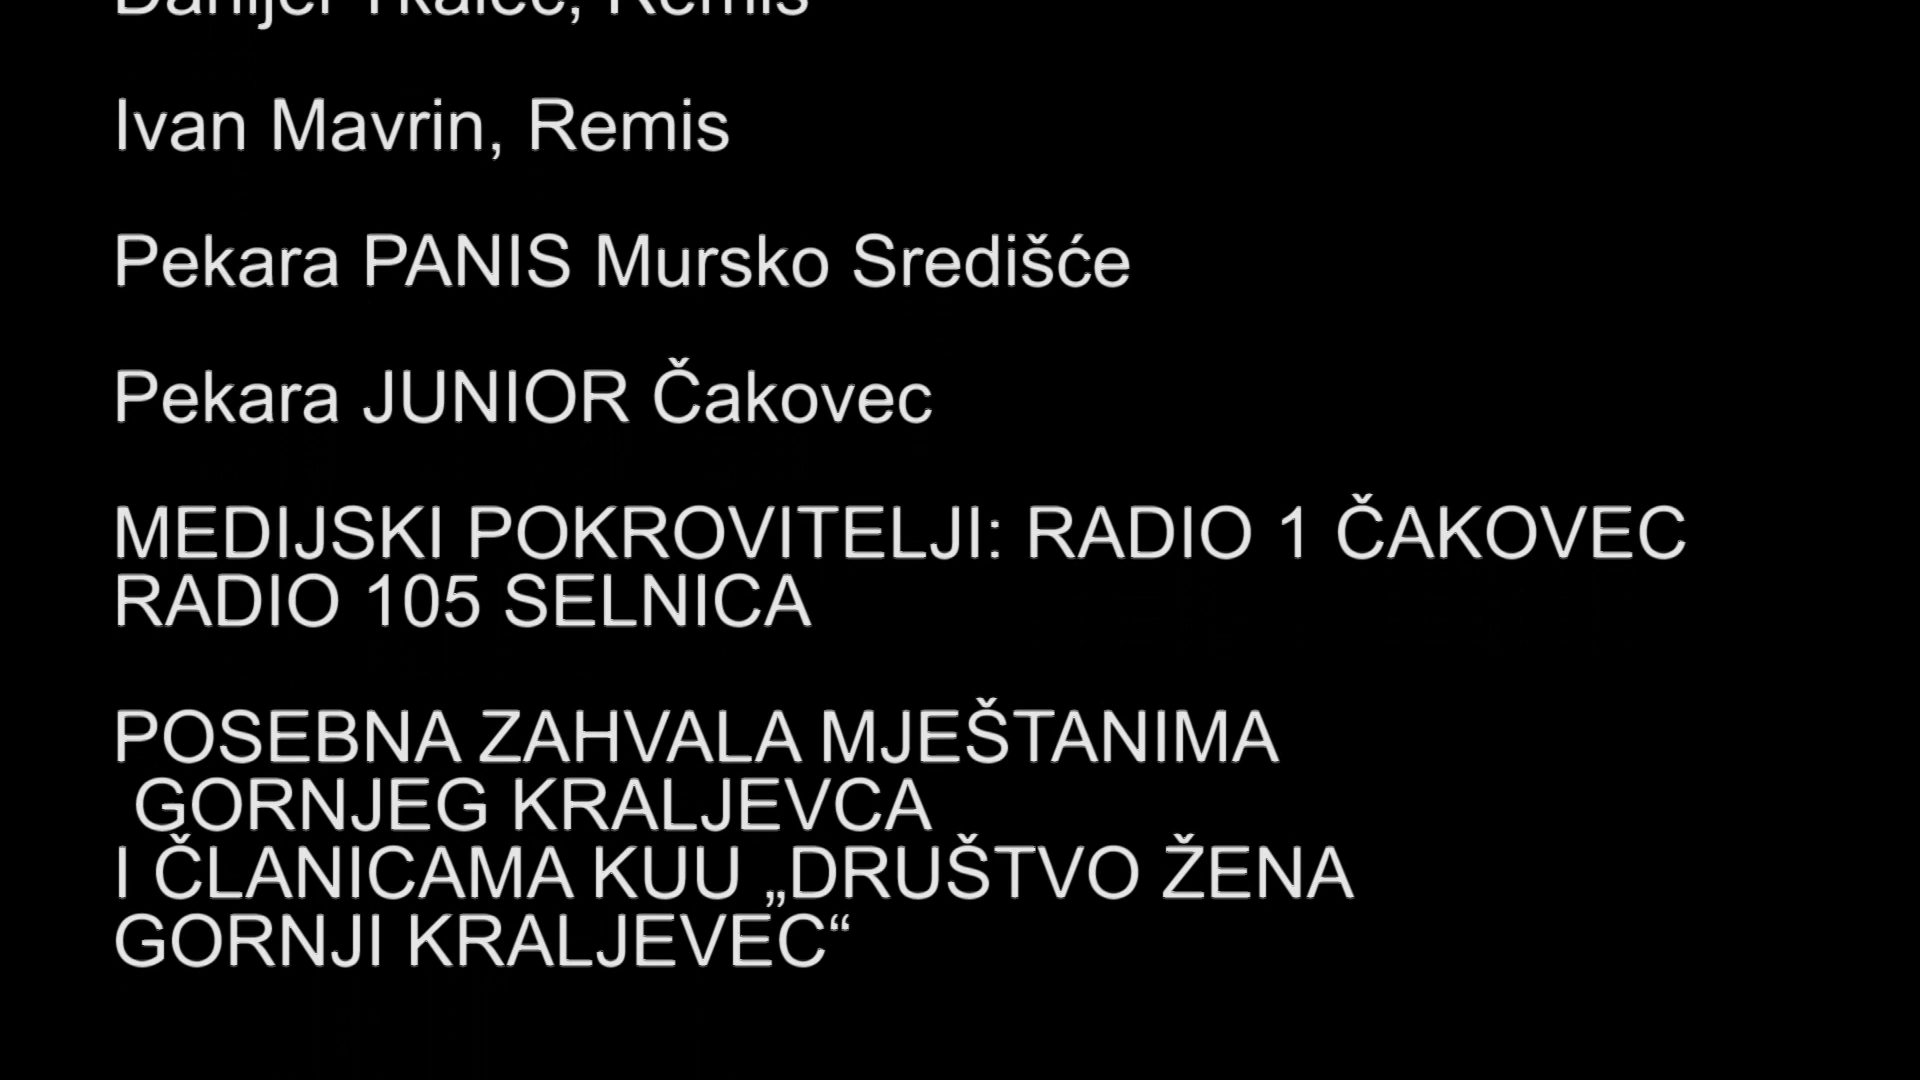 Remis
Ivan Mavrin, Remis
Pekara PANIS Mursko Središće
Pekara JUNIOR Čakovec
MEDIJSKI POKROVITELJI: RADIO 1 ČAKOVEC
RADIO 105 SELNICA
POSEBNA ZAHVALA MJEŠTANIMA
GORNJEG KRALJEVCA
I ČLANICAMA KUU „DRUŠTVO ŽENA
GORNJI KRALJEVEC“